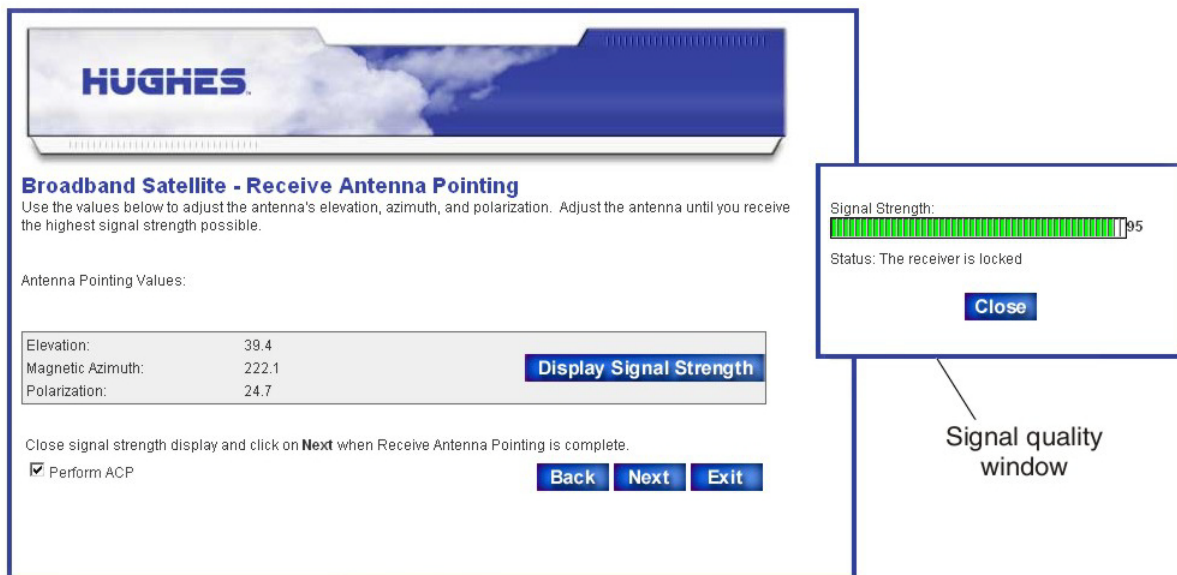 HUGHES
Broadband Satellite - Receive Antenna Pointing
Use the values below to adjust the antenna's elevation, azimuth, and polarization. Adjust the antenna until you receive
the highest signal strength possible.
Antenna Pointing Values:
Elevation: 39.4
Magnetic Azimuth: 222.1
Polarization: 24.7
Display Signal Strength
Close signal strength display and click on Next when Receive Antenna Pointing is complete.
Perform ACP
Back Next Exit
Signal Strength:
95
Status: The receiver is locked
Close
Signal quality
window